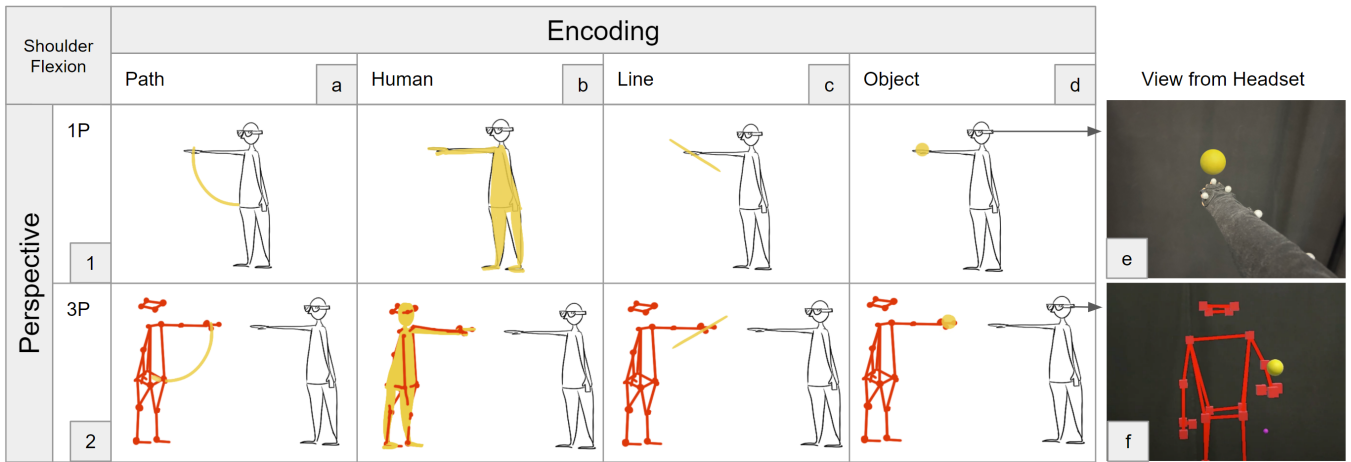 Shoulder
Flexion
Encoding
Path
a
Human
b
Line
c
Object
d
View from Headset
Perspective
1P
1
e
3P
2
f